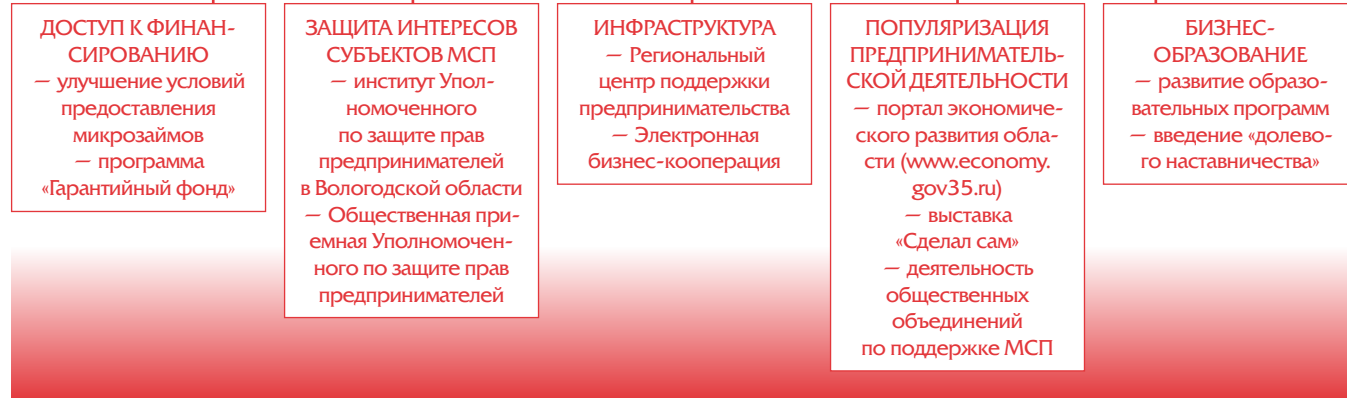 ДОСТУП К ФИНАН-
СИРОВАНИЮ
— улучшение условий
предоставления
микрозаймов
— программа
«Гарантийный фонд»
ЗАЩИТА ИНТЕРЕСОВ
СУБЪЕКТОВ МСП
— институт Упол-
номоченного
по защите прав
предпринимателей
в Вологодской области
— Общественная при-
емная Уполномочен-
ного по защите прав
предпринимателей
ИНФРАСТРУКТУРА
— Региональный
центр поддержки
предпринимательства
— Электронная
бизнес-кооперация
ПОПУЛЯРИЗАЦИЯ
ПРЕДПРИНИМАТЕЛЬ-
СКОЙ ДЕЯТЕЛЬНОСТИ
— портал экономиче-
ского развития обла-
сти (www.economy.
gov35.ru)
— выставка
«Сделал сам»
— деятельность
общественных
объединений
по поддержке МСП
БИЗНЕС-
ОБРАЗОВАНИЕ
— развитие образо-
вательных программ
— введение «долево-
го наставничества»